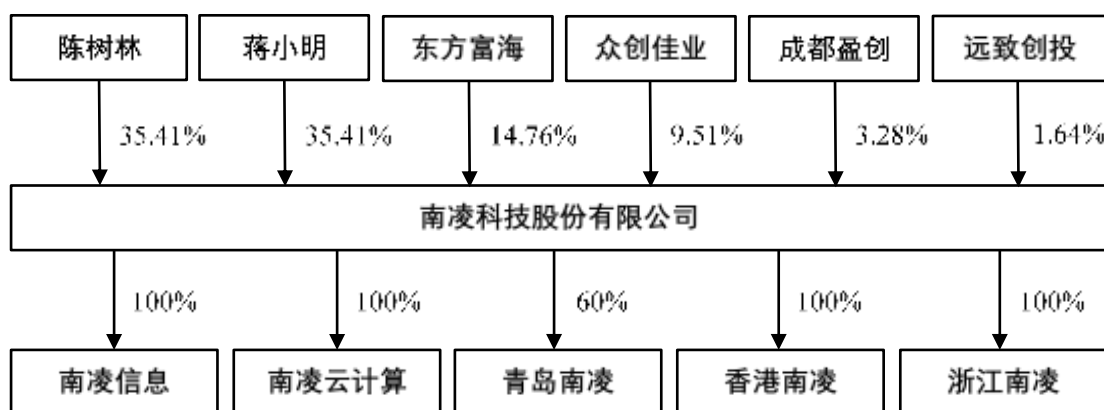 陈树林 蒋小明 东方富海 众创佳业 成都盈创 远致创投
35.41% 35.41% 14.76% 9.51% 3.28% 1.64%
南凌科技股份有限公司
100% 100% 60% 100% 100%
南凌信息 南凌云计算 青岛南凌 香港南凌 浙江南凌